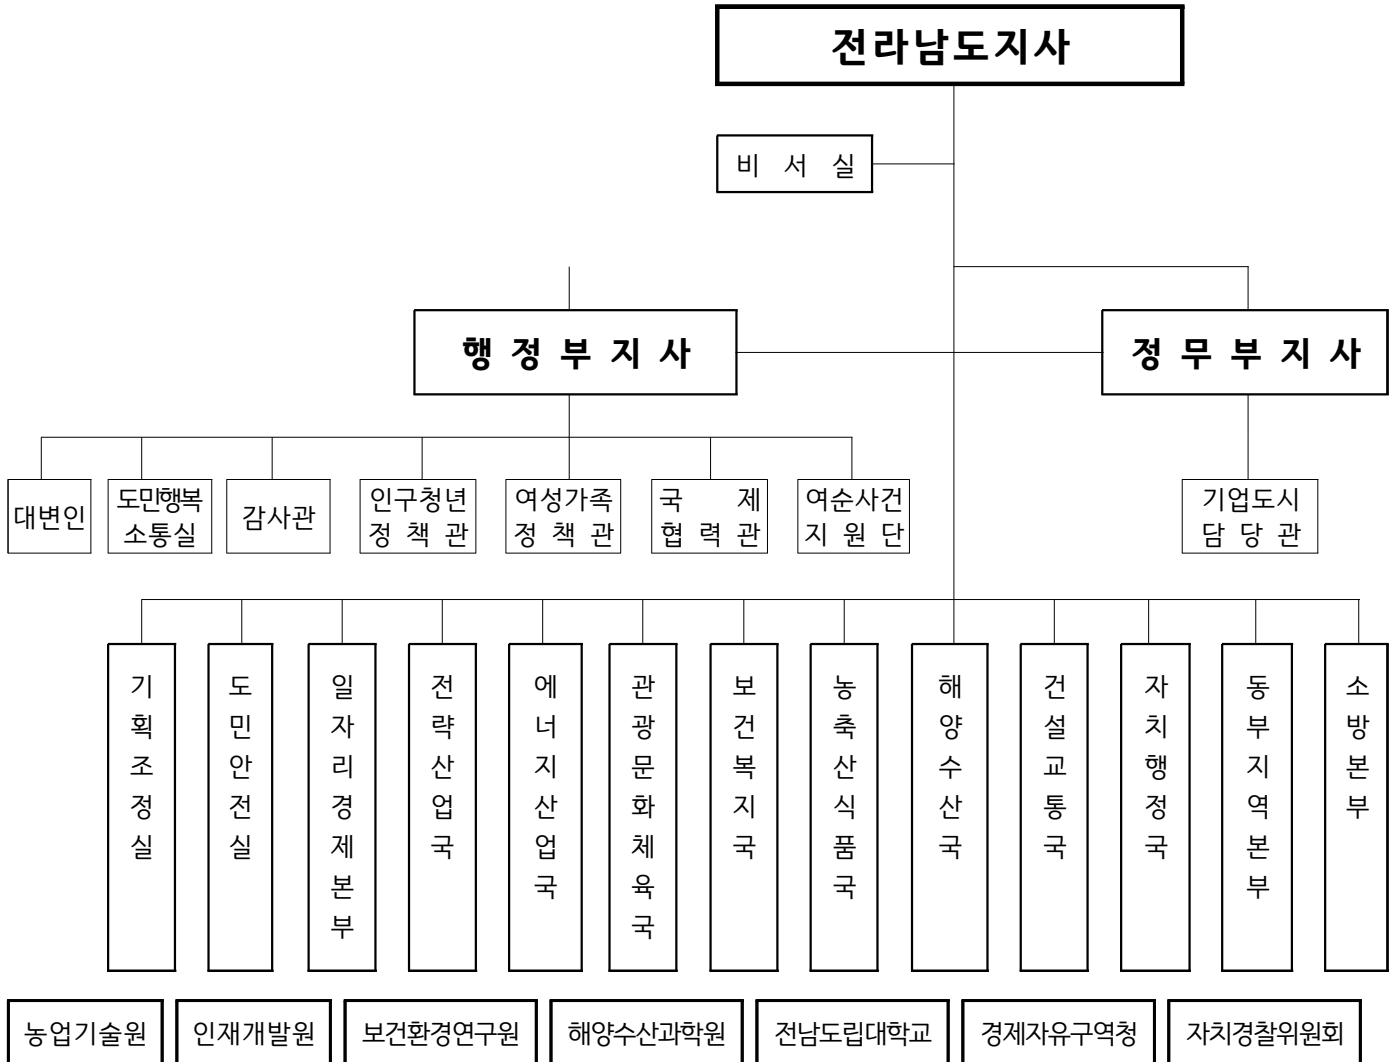 전라남도지사
비 서 실
행 정 부 지 사
정 무 부 지 사
대변인
도민행복
소통실
감사관
인구청년
정 책 관
여성가족
정 책 관
국 제
협 력 관
여순사건
지 원 단
기업도시
담 당 관
기획조정실
도민안전실
일자리경제본부
전략산업국
에너지산업국
관광문화체육국
보건복지국
농축산식품국
해양수산국
건설교통국
자치행정국
동부지역본부
소방본부
농업기술원
인재개발원
보건환경연구원
해양수산과학원
전남도립대학교
경제자유구역청
자치경찰위원회